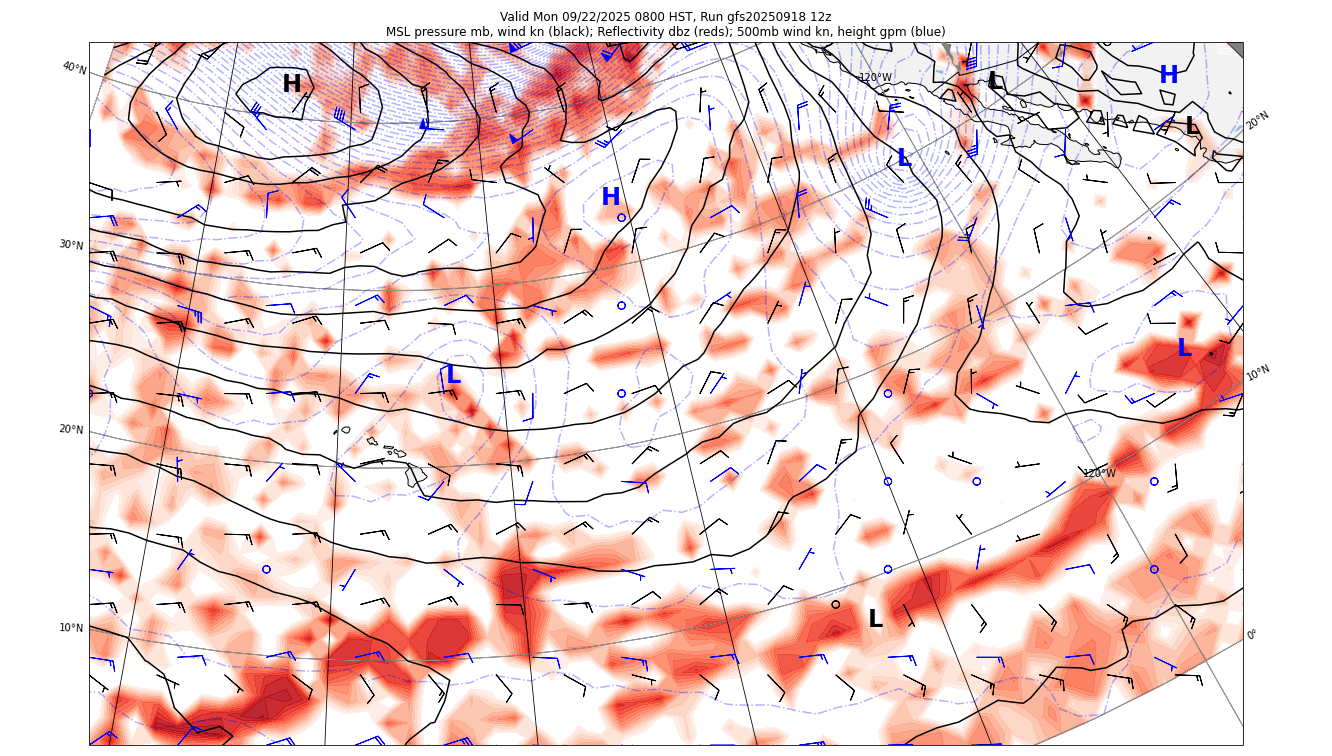 Valid Mon 09/22/2025 0800 HST, Run gfs20250918 12z
MSL pressure mb, wind kn (black); Reflectivity dbz (reds); 500mb wind kn, height gpm (blue)
40°N
H
120°W
L
H
20°N
L
L
H
30°N
L
L
10°N
20°N
120°W
L
10°N
0°